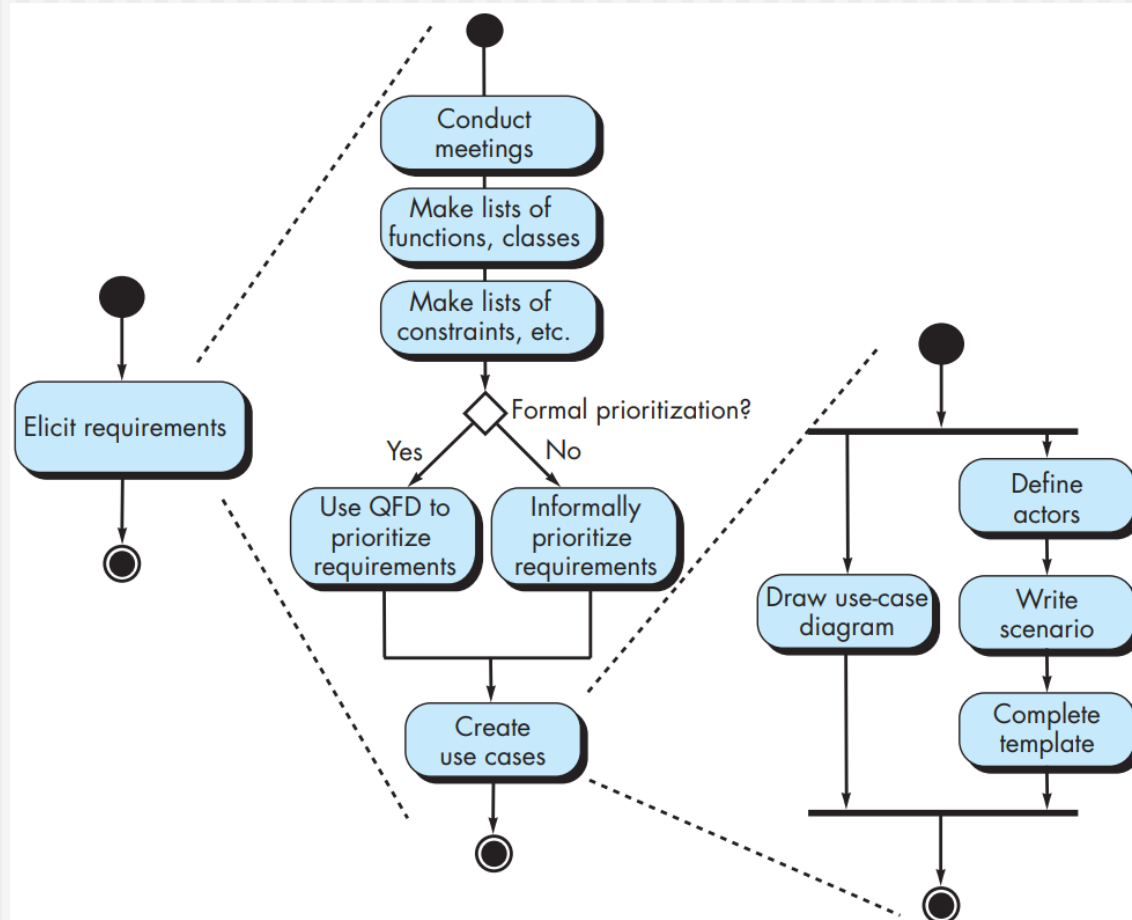 Conduct
meetings
Make lists of
functions, classes
Make lists of
constraints, etc.
Elicit requirements
Formal prioritization?
Yes
No
Use QFD to
prioritize
requirements
Informally
prioritize
requirements
Create
use cases
Define
actors
Draw use-case
diagram
Write
scenario
Complete
template